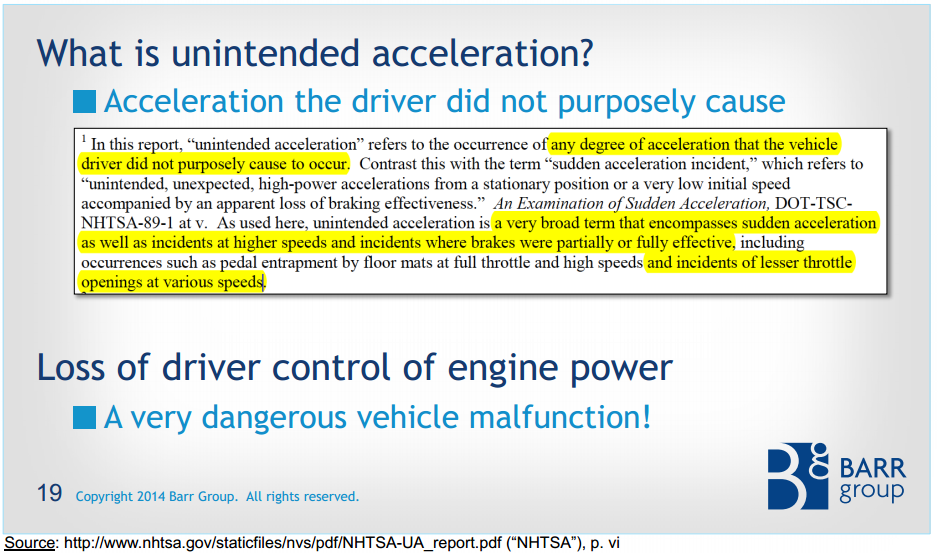 What is unintended acceleration?
Acceleration the driver did not purposely cause
1 In this report, “unintended acceleration” refers to the occurrence of any degree of acceleration that the vehicle
driver did not purposely cause to occur. Contrast this with the term “sudden acceleration incident,” which refers to
“unintended, unexpected, high-power accelerations from a stationary position or a very low initial speed
accompanied by an apparent loss of braking effectiveness.” An Examination of Sudden Acceleration, DOT-TSC-
NHTSA-89-1 at v. As used here, unintended acceleration is a very broad term that encompasses sudden acceleration
as well as incidents at higher speeds and incidents where brakes were partially or fully effective, including
occurrences such as pedal entrapment by floor mats at full throttle and high speeds and incidents of lesser throttle
openings at various speeds.
Loss of driver control of engine power
A very dangerous vehicle malfunction!
19 Copyright 2014 Barr Group. All rights reserved.
Bg BARR
group
Source: http://www.nhtsa.gov/staticfiles/nvs/pdf/NHTSA-UA_report.pdf (“NHTSA”), p. vi